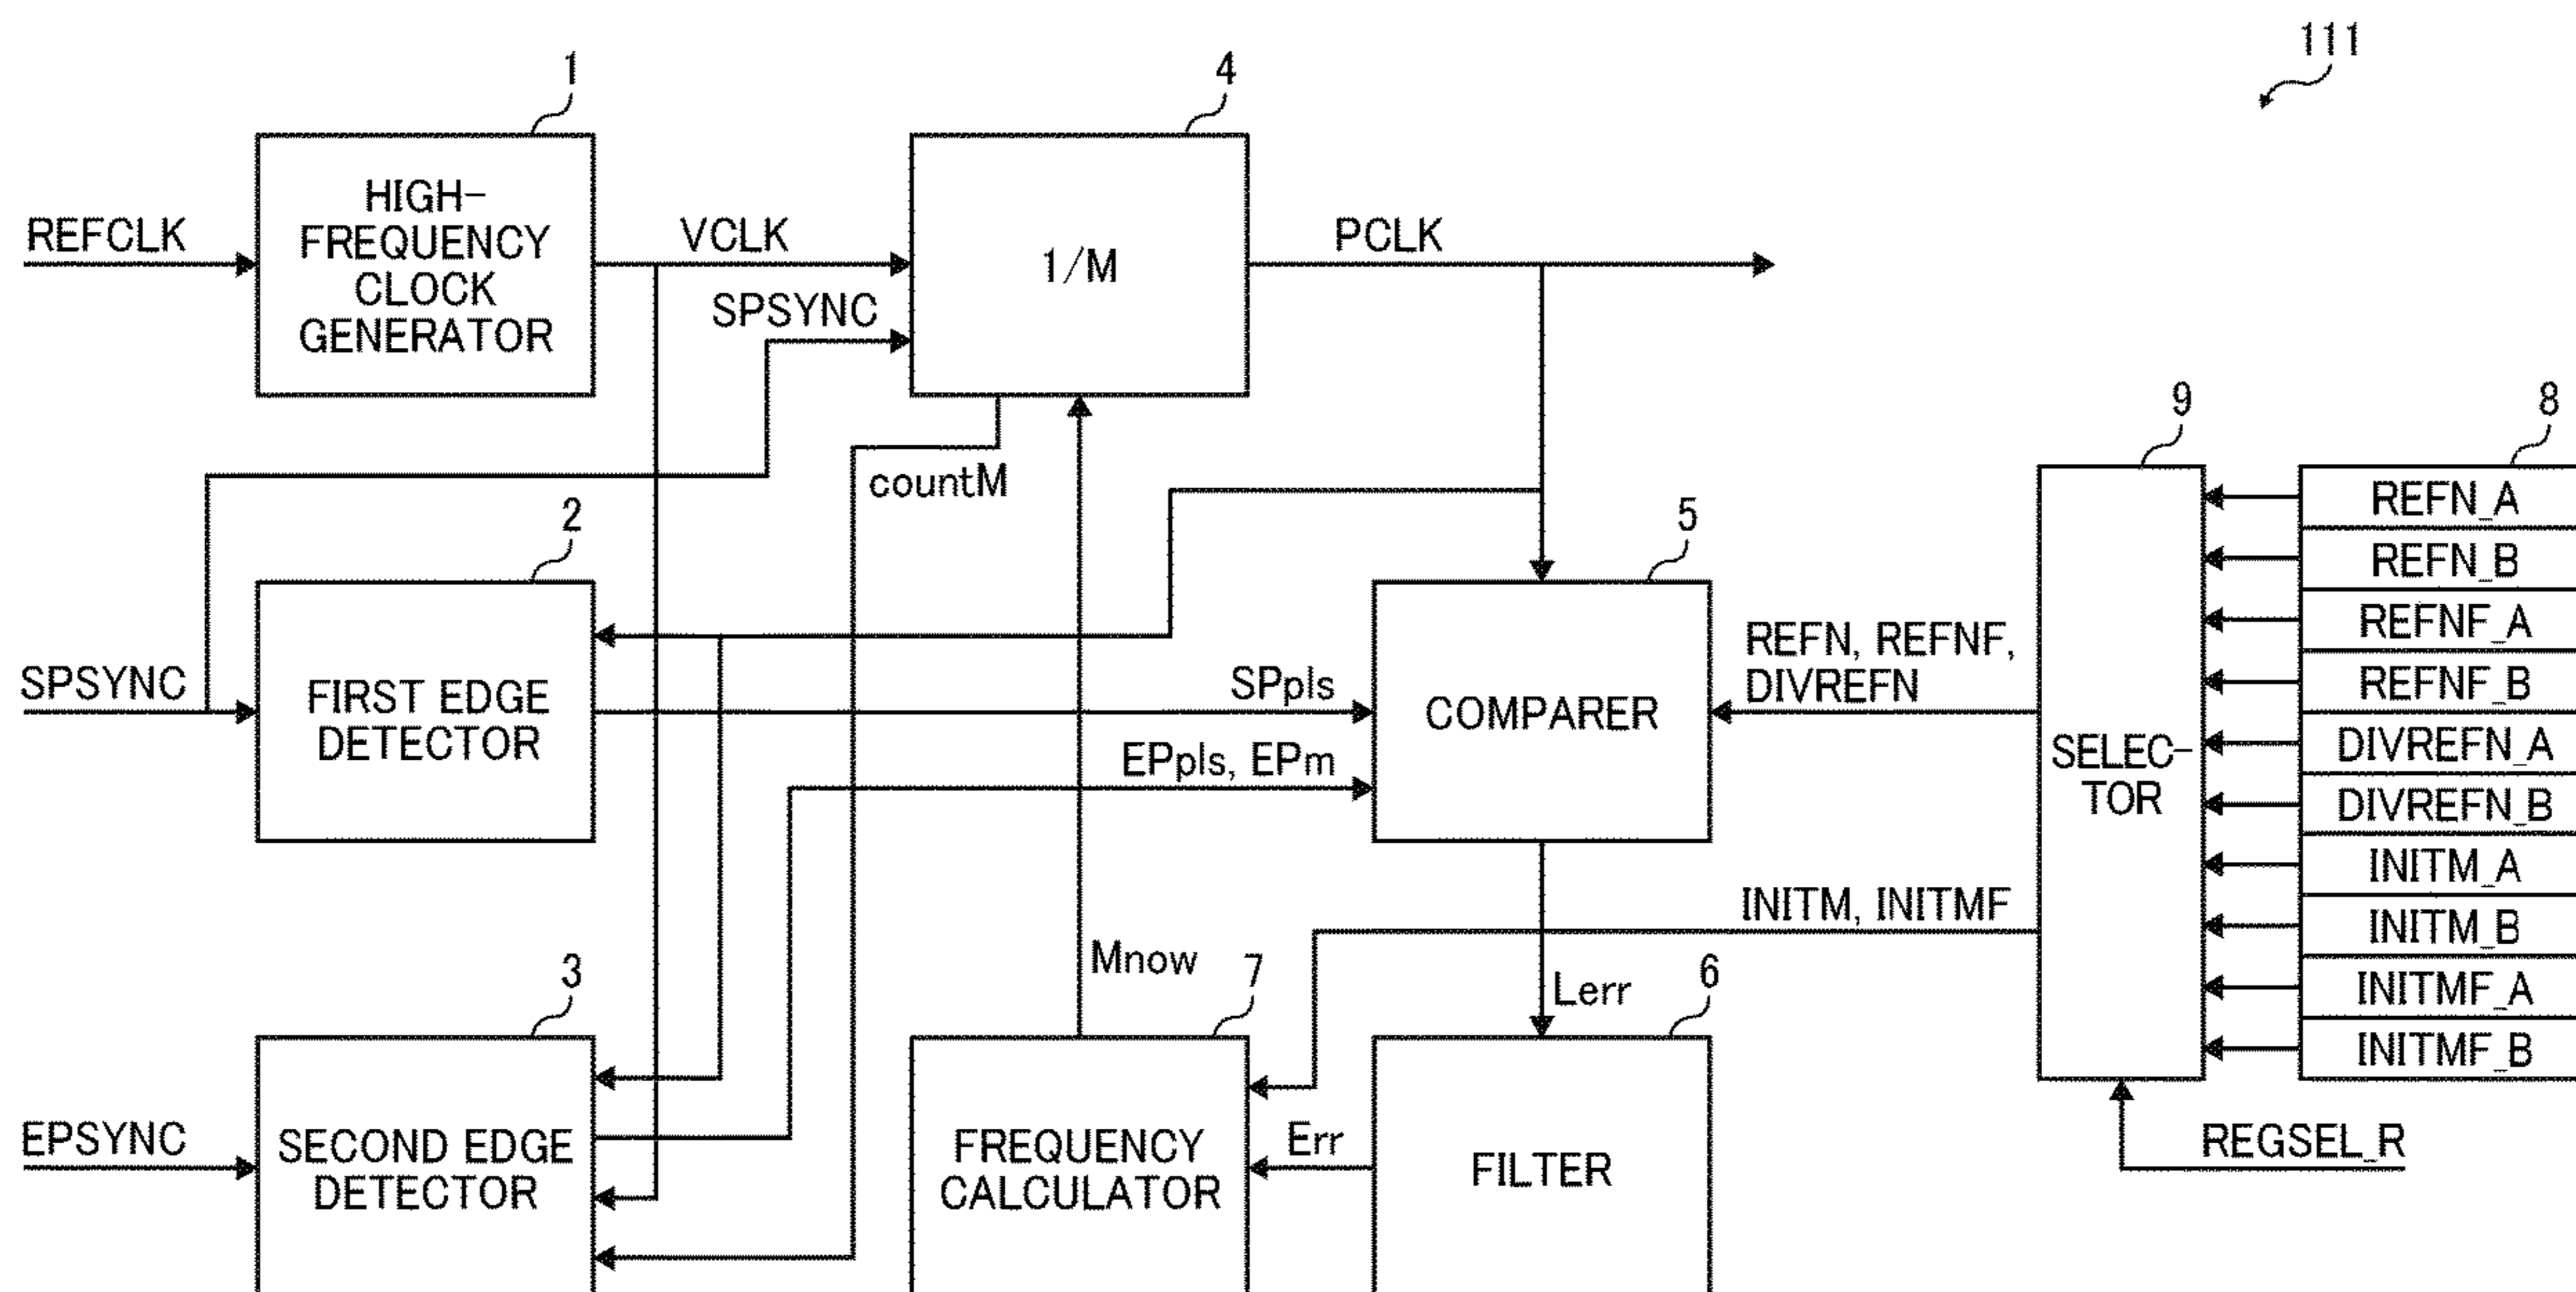 111
1
4
HIGH-
FREQUENCY
CLOCK
GENERATOR
REFCLK
VCLK
1/M
PCLK
SPSYNC
countM
9
8
2
5
SPSYNC
FIRST EDGE
DETECTOR
SPpls
EPpls, EPm
COMPARER
REFN, REFNF,
DIVREFN
SELEC-
TOR
REFN_A
REFN_B
REFNF_A
REFNF_B
DIVREFN_A
DIVREFN_B
INITM_A
INITM_B
INITMF_A
INITMF_B
INITM, INITMF
Mnow
Lerr
3
7
6
EPSYNC
SECOND EDGE
DETECTOR
FREQUENCY
CALCULATOR
Err
FILTER
REGSEL_R